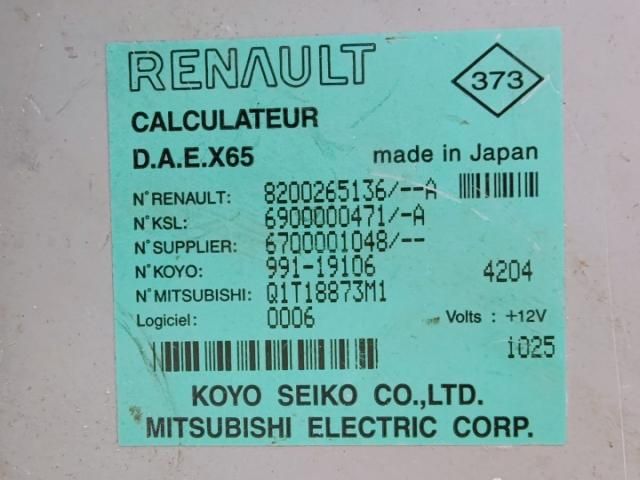 RENAULT
373
CALCULATEUR
D.A.E.X65 made in Japan
N° RENAULT: 8200265136/--A
N° KSL: 6900000471/-A
N° SUPPLIER: 6700001048/--
N° KOYO: 991-19106 4204
N° MITSUBISHI: Q1T18873M1
Logiciel: 0006 Volts : +12V
i025
KOYO SEIKO CO.,LTD.
MITSUBISHI ELECTRIC CORP.